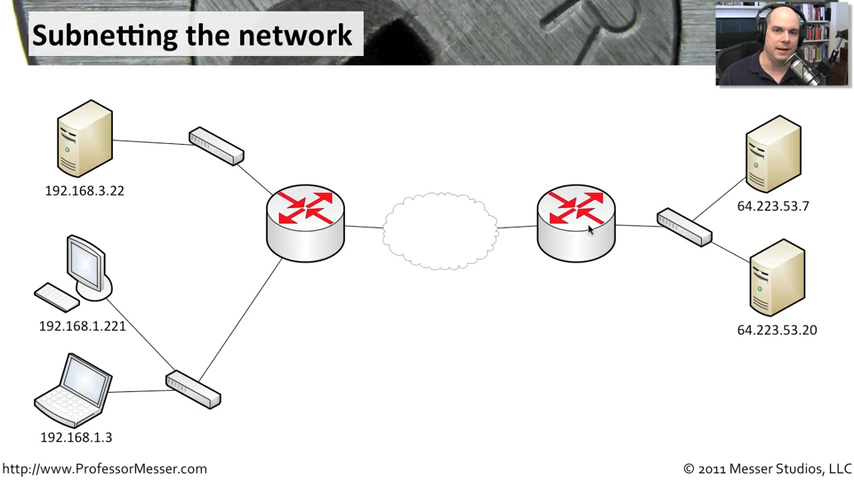 Subnetting the network
192.168.3.22
64.223.53.7
192.168.1.221
64.223.53.20
192.168.1.3
http://www.ProfessorMesser.com
© 2011 Messer Studios, LLC